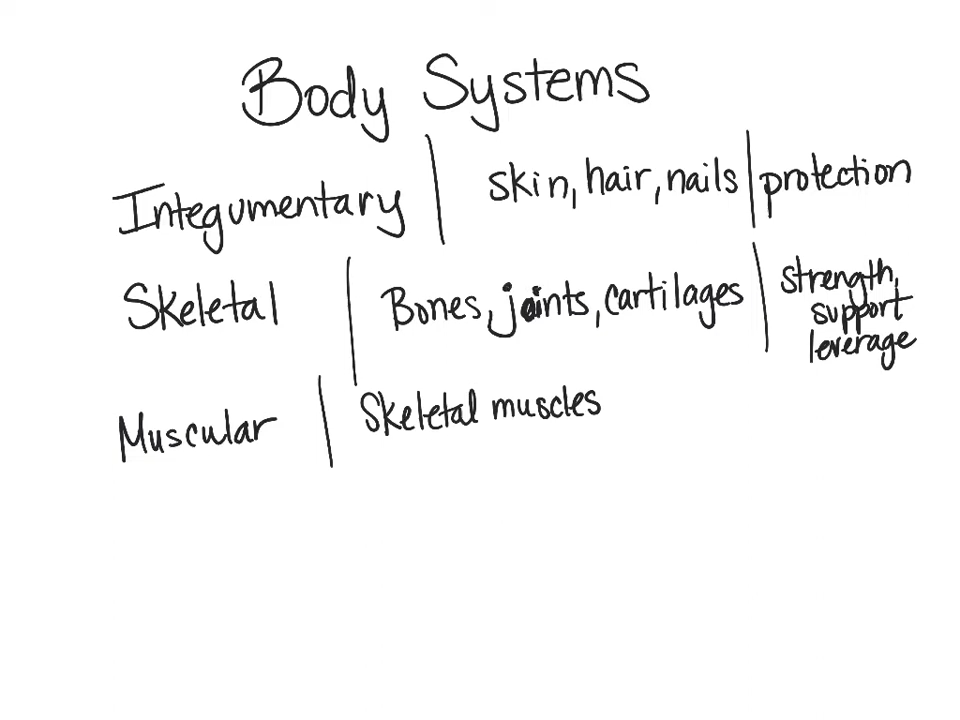 Body Systems
Integumentary | skin, hair, nails | protection
Skeletal | Bones, joints, cartilages | strength,
support
leverage
Muscular | Skeletal muscles